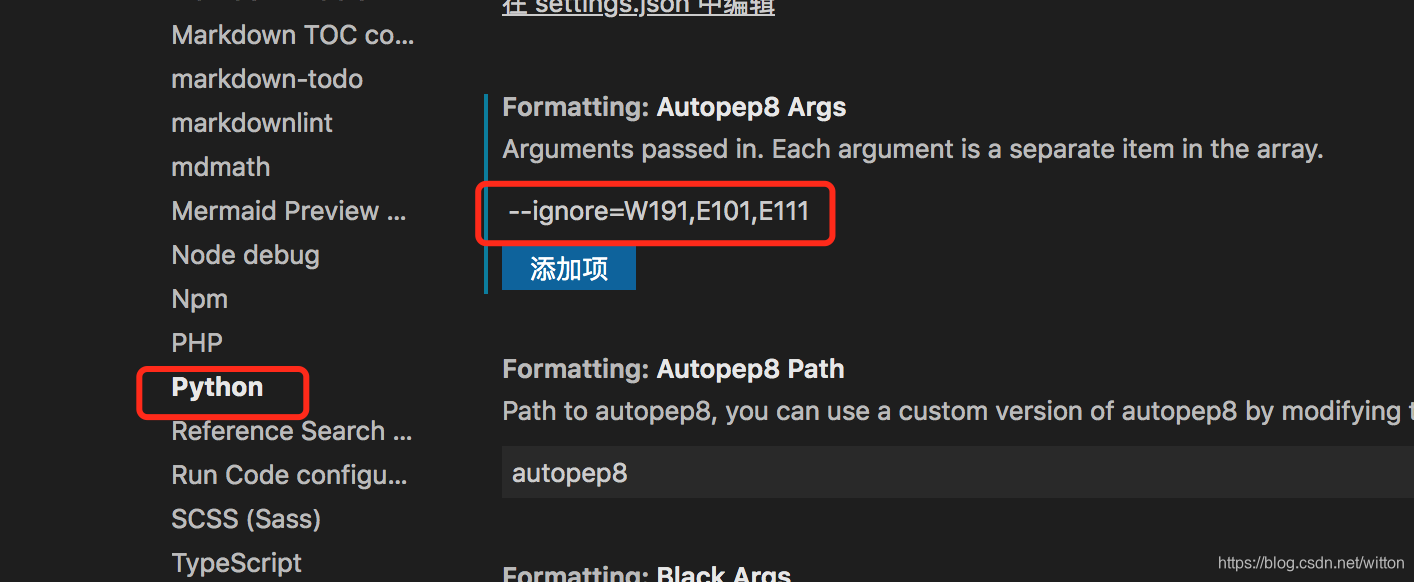 在 settings.json 中编辑
Markdown TOC co...
markdown-todo
markdownlint
mdmath
Mermaid Preview ...
Node debug
Npm
PHP
Python
Reference Search ...
Run Code configu...
SCSS (Sass)
TypeScript
Formatting: Autopep8 Args
Arguments passed in. Each argument is a separate item in the array.
--ignore=W191,E101,E111
添加项
Formatting: Autopep8 Path
Path to autopep8, you can use a custom version of autopep8 by modifying
autopep8
Formatting: Black Args
https://blog.csdn.net/witton